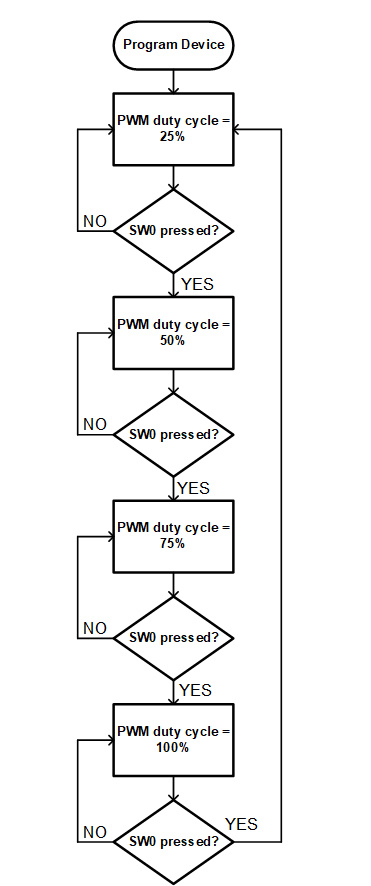 Program Device
PWM duty cycle =
25%
SW0 pressed?
NO
YES
PWM duty cycle =
50%
SW0 pressed?
NO
YES
PWM duty cycle =
75%
SW0 pressed?
NO
YES
PWM duty cycle =
100%
SW0 pressed?
NO
YES